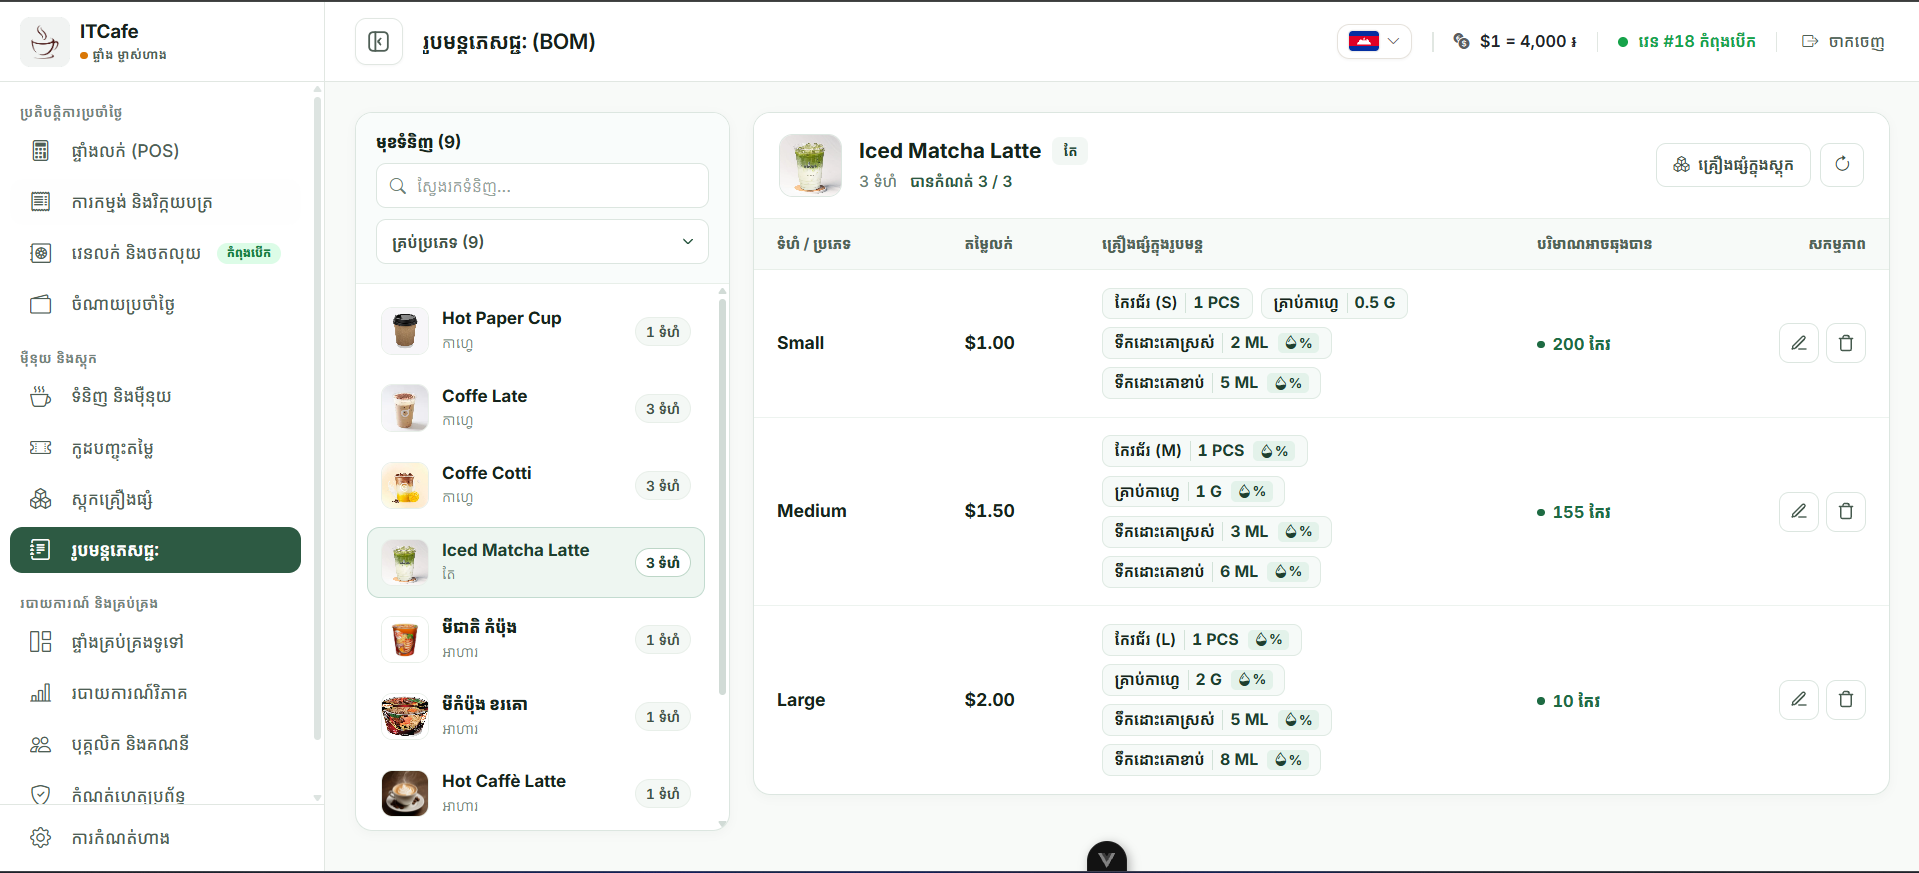 ITCafe
ផ្ទាំង ម្ចាស់ហាង
ប្រតិបត្តិការប្រចាំថ្ងៃ
ផ្ទាំងលក់ (POS)
ការកម្ម៉ង់ និងវិក្កយបត្រ
វេនលក់ និងថតលុយ កំពុងបើក
ចំណាយប្រចាំថ្ងៃ
ម៉ឺនុយ និងស្តុក
ទំនិញ និងម៉ឺនុយ
កូដបញ្ចុះតម្លៃ
ស្តុកគ្រឿងផ្សំ
រូបមន្តភេសជ្ជៈ
របាយការណ៍ និងគ្រប់គ្រង
ផ្ទាំងគ្រប់គ្រងទូទៅ
របាយការណ៍វិភាគ
បុគ្គលិក និងគណនី
កំណត់ហេតុប្រព័ន្ធ
ការកំណត់ហាង
រូបមន្តភេសជ្ជៈ (BOM)
$1 = 4,000 ៛
វេន #18 កំពុងបើក
ចាកចេញ
មុខទំនិញ (9)
ស្វែងរកទំនិញ...
គ្រប់ប្រភេទ (9)
Hot Paper Cup
កាហ្វេ
1 ទំហំ
Coffe Late
កាហ្វេ
3 ទំហំ
Coffe Cotti
កាហ្វេ
3 ទំហំ
Iced Matcha Latte
តែ
3 ទំហំ
មីជាតិ កំប៉ុង
អាហារ
1 ទំហំ
មីកំប៉ុង ខរគោ
អាហារ
1 ទំហំ
Hot Caffè Latte
អាហារ
1 ទំហំ
Iced Matcha Latte តែ
3 ទំហំ បានកំណត់ 3 / 3
គ្រឿងផ្សំក្នុងស្តុក
ទំហំ / ប្រភេទ តម្លៃលក់ គ្រឿងផ្សំក្នុងរូបមន្ត បរិមាណអាចឆុងបាន សកម្មភាព
Small $1.00
កែវជ័រ (S) 1 PCS គ្រាប់កាហ្វេ 0.5 G
ទឹកដោះគោស្រស់ 2 ML %
ទឹកដោះគោខាប់ 5 ML %
200 កែវ
Medium $1.50
កែវជ័រ (M) 1 PCS %
គ្រាប់កាហ្វេ 1 G %
ទឹកដោះគោស្រស់ 3 ML %
ទឹកដោះគោខាប់ 6 ML %
155 កែវ
Large $2.00
កែវជ័រ (L) 1 PCS %
គ្រាប់កាហ្វេ 2 G %
ទឹកដោះគោស្រស់ 5 ML %
ទឹកដោះគោខាប់ 8 ML %
10 កែវ